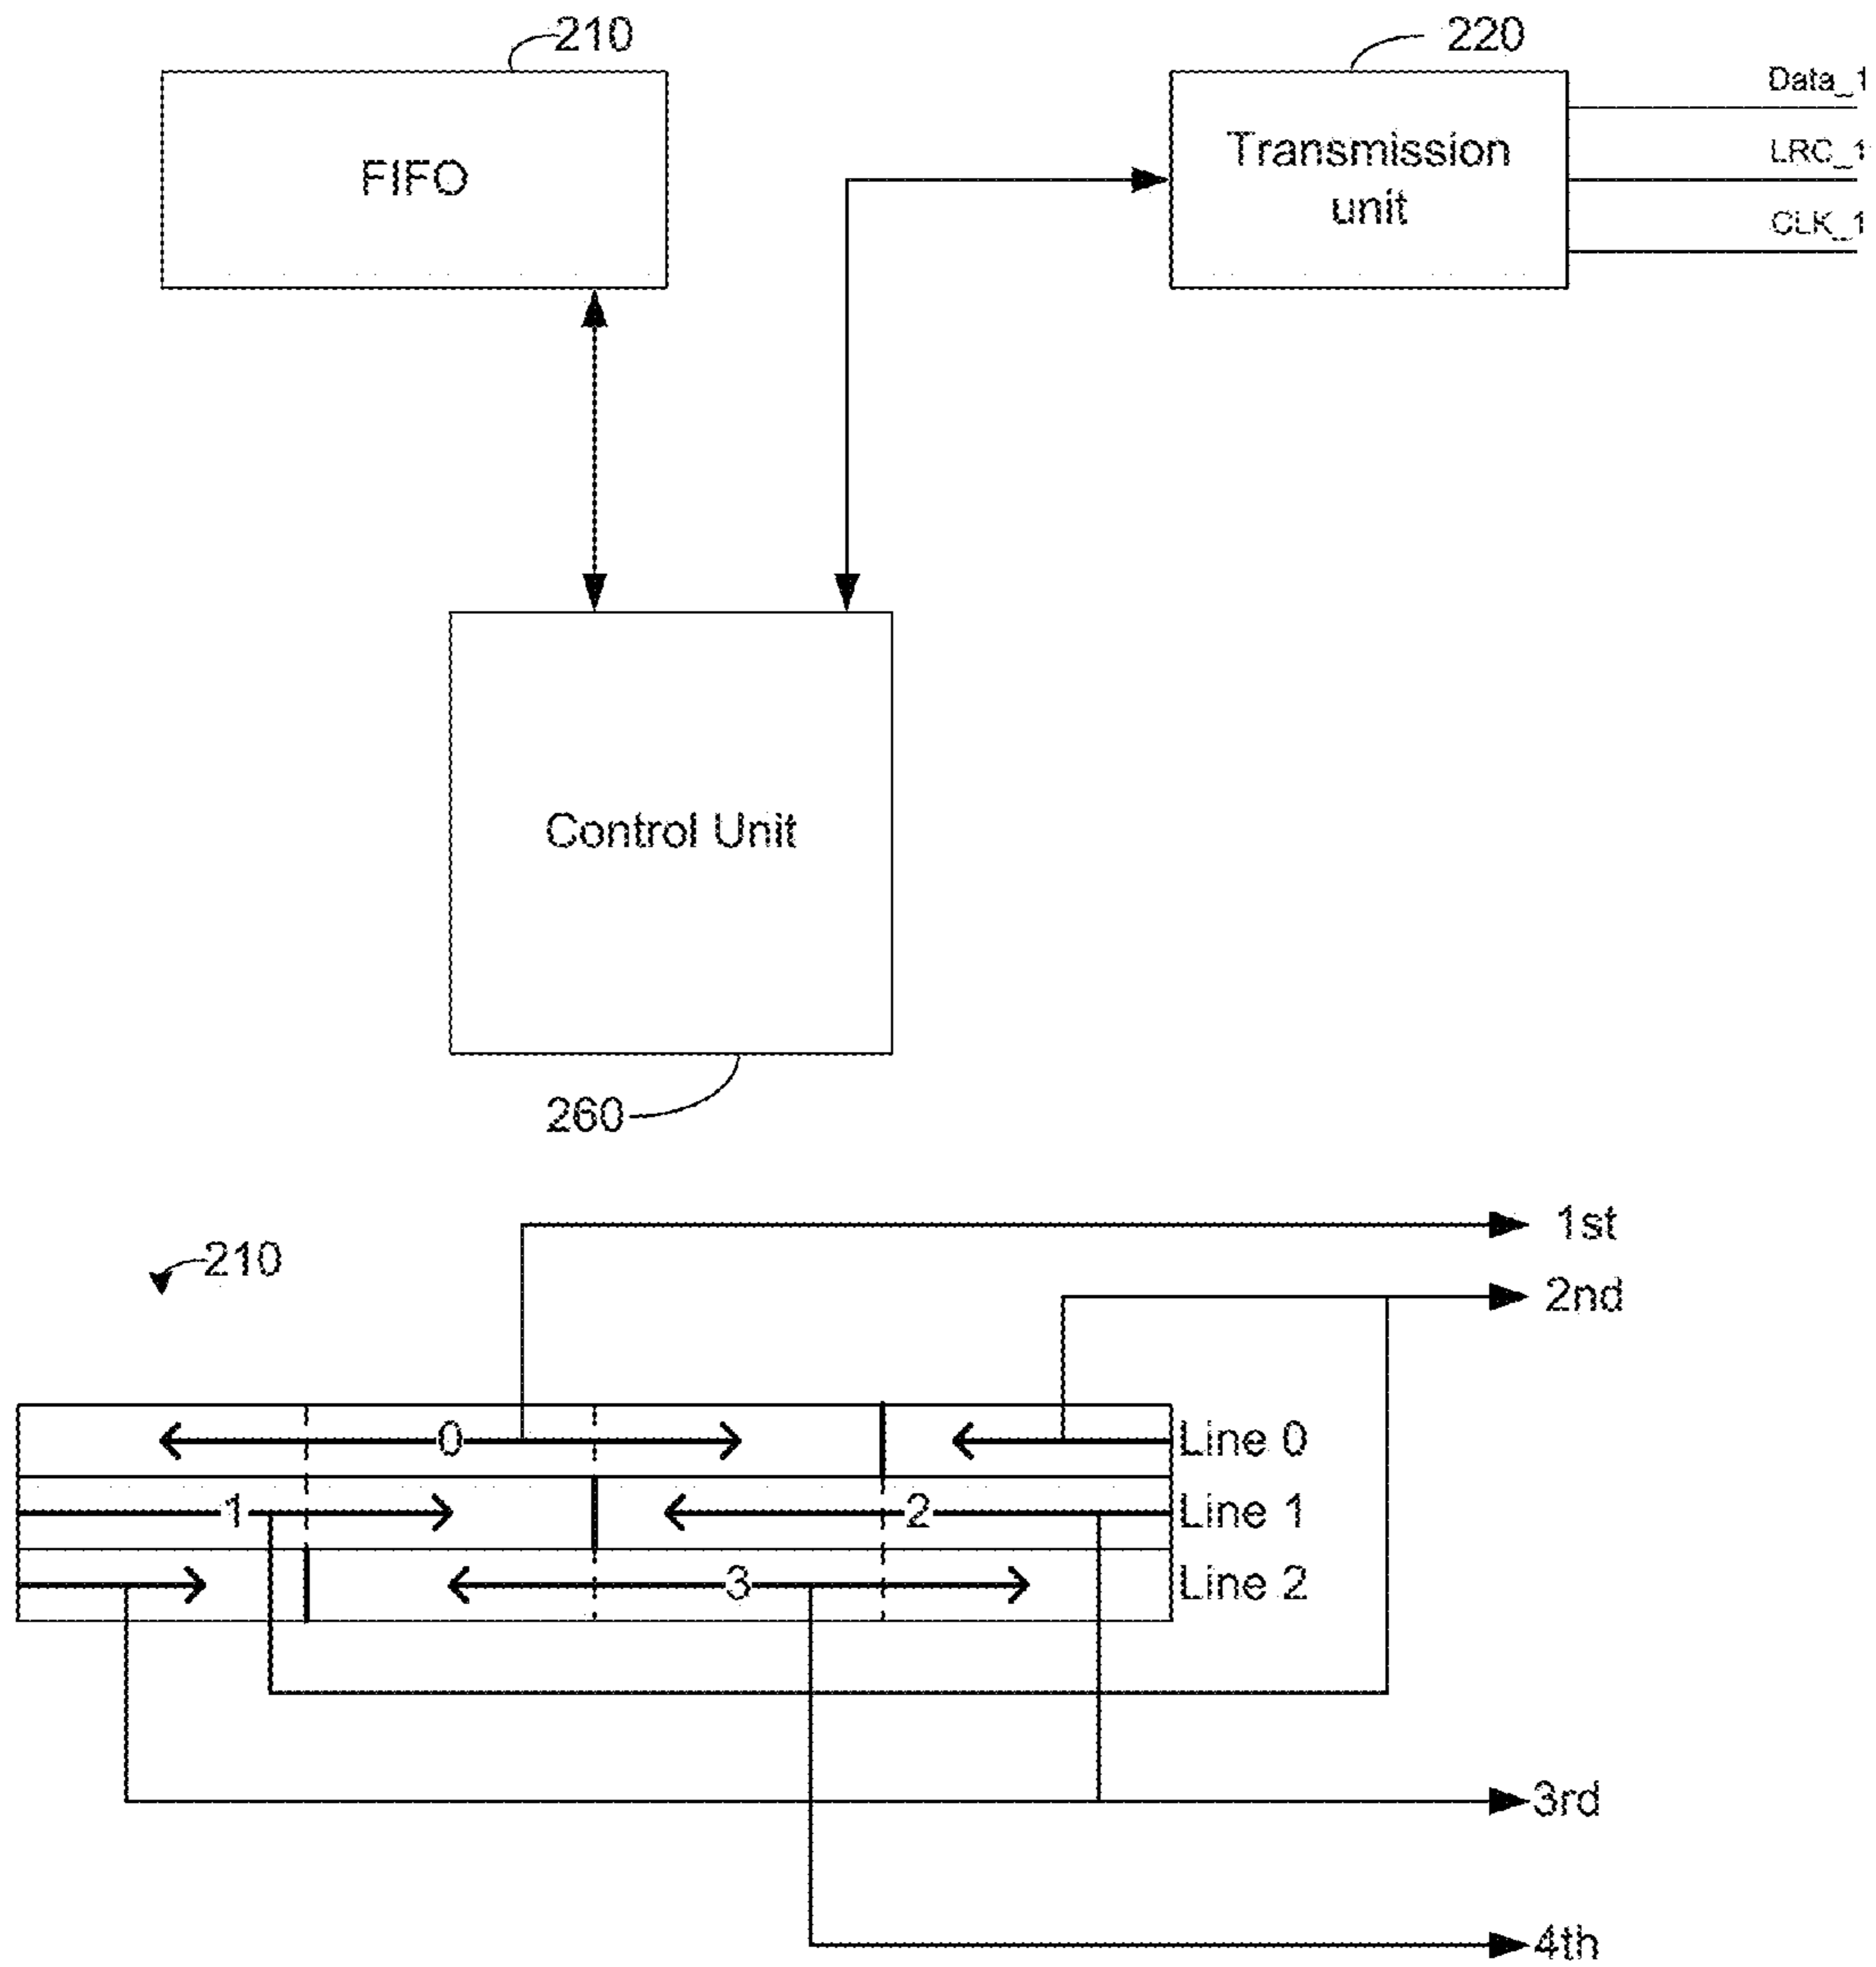 210
220
FIFO
Transmission
unit
Data_1
LRC_1
CLK_1
Control Unit
260
210
1st
2nd
0
Line 0
1
2
Line 1
3
Line 2
3rd
4th